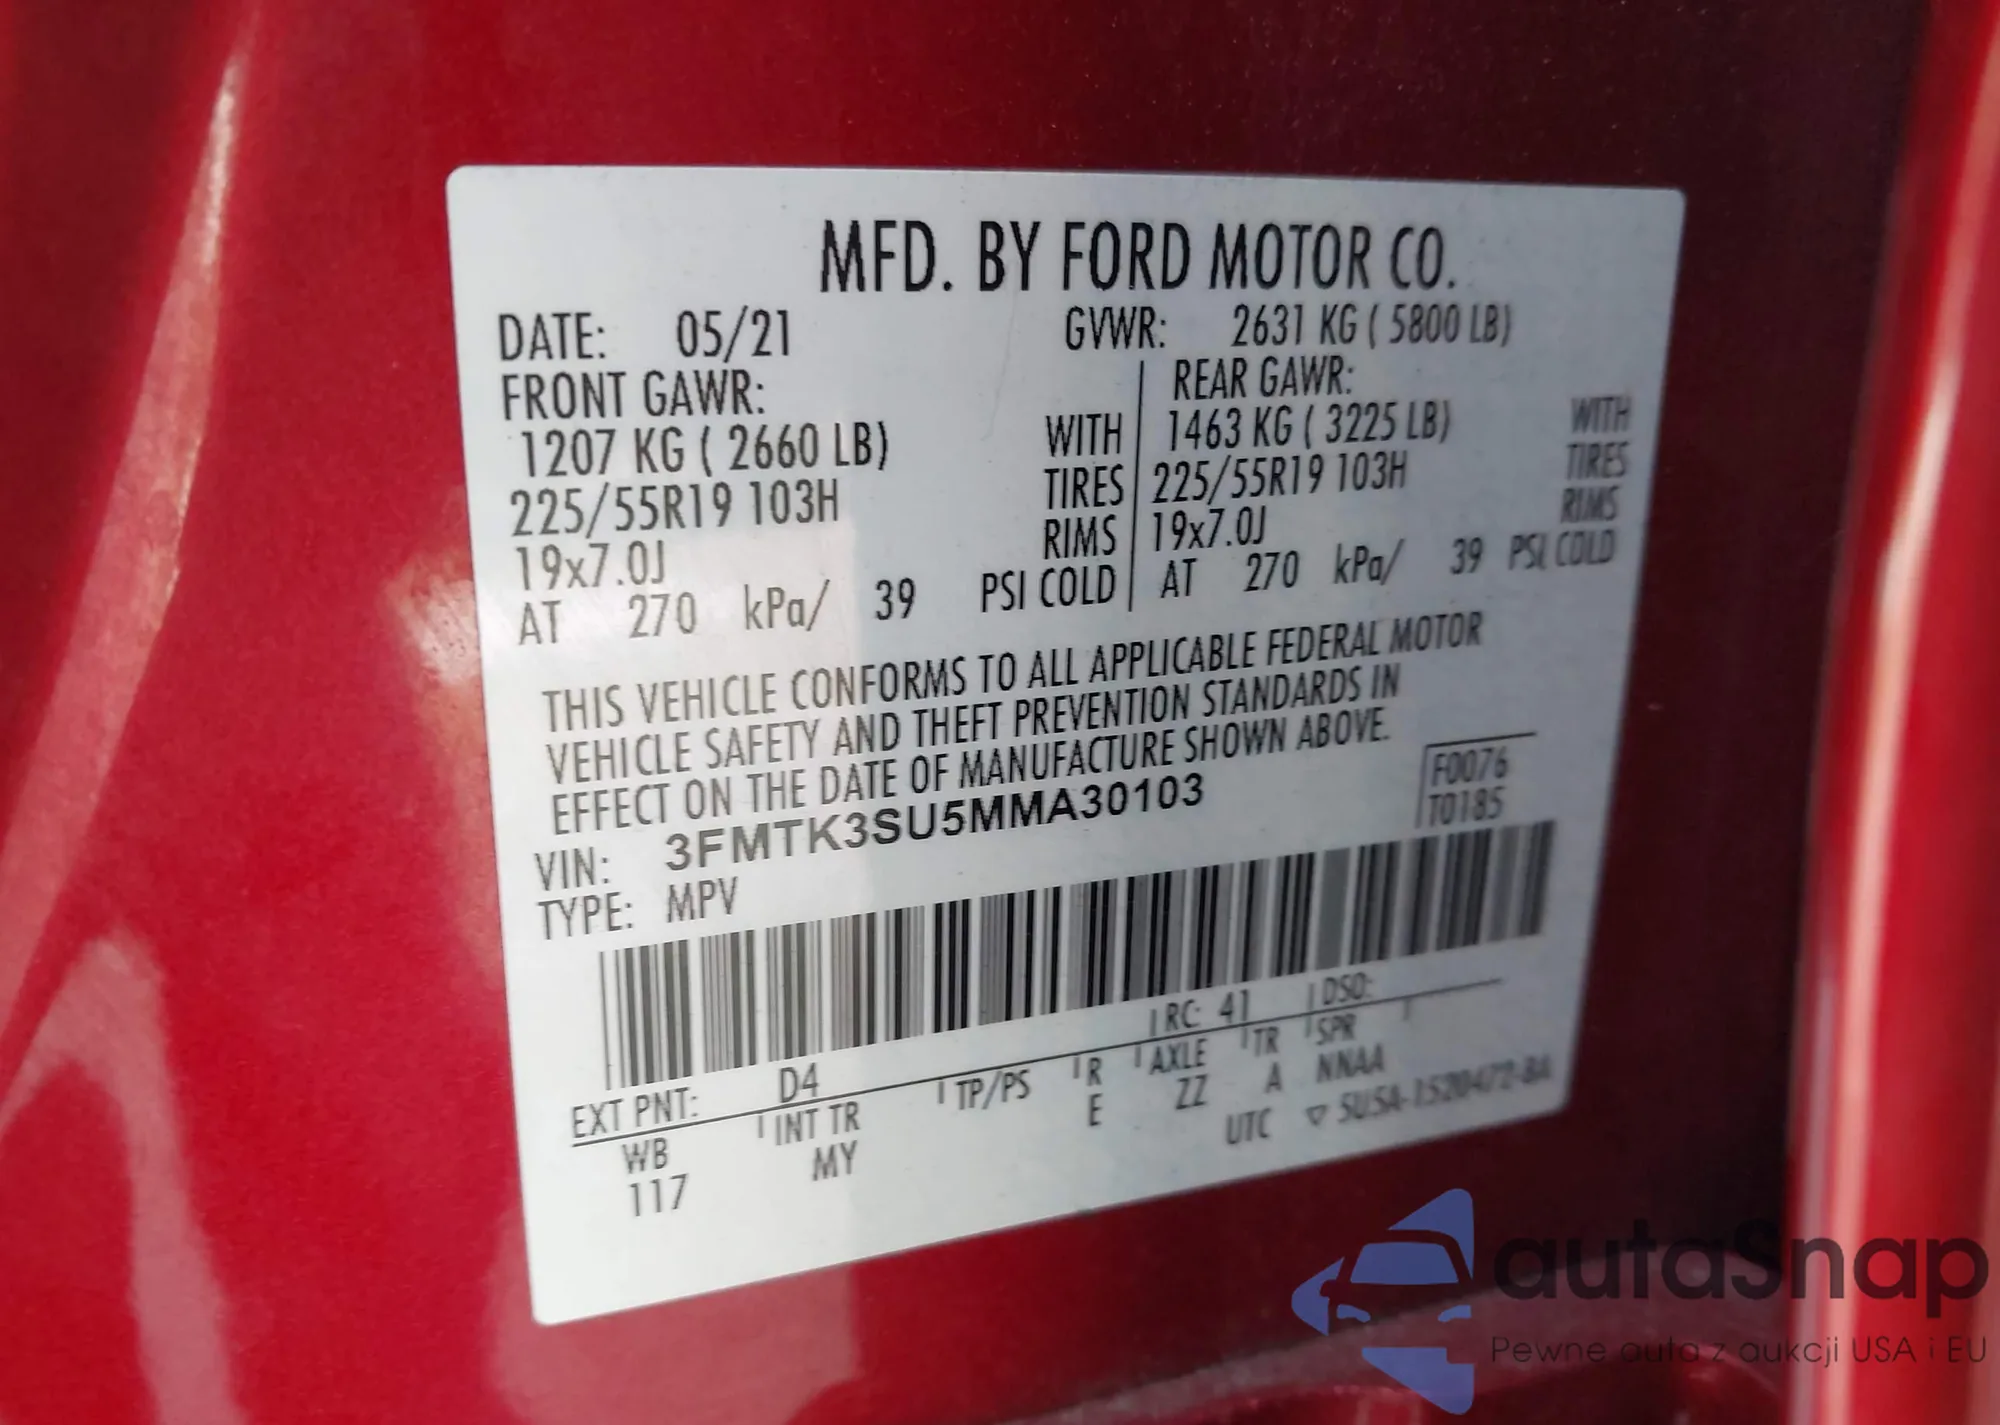 MFD. BY FORD MOTOR CO.
DATE: 05/21 GVWR: 2631 KG ( 5800 LB)
FRONT GAWR: REAR GAWR:
1207 KG ( 2660 LB) WITH 1463 KG ( 3225 LB) WITH
225/55R19 103H TIRES 225/55R19 103H TIRES
19x7.0J RIMS 19x7.0J RIMS
AT 270 kPa/ 39 PSI COLD AT 270 kPa/ 39 PSI COLD
THIS VEHICLE CONFORMS TO ALL APPLICABLE FEDERAL MOTOR
VEHICLE SAFETY AND THEFT PREVENTION STANDARDS IN
EFFECT ON THE DATE OF MANUFACTURE SHOWN ABOVE.
F0076
T0185
VIN: 3FMTK3SU5MMA30103
TYPE: MPV
EXT PNT: D4 RC: 41 DSO:
WB INT TR TP/PS R AXLE TR SPR
117 MY E ZZ A NNAA
UTC ▽ 5U5A-1520472-BA
autaSnap
Pewne auta z aukcji USA i EU